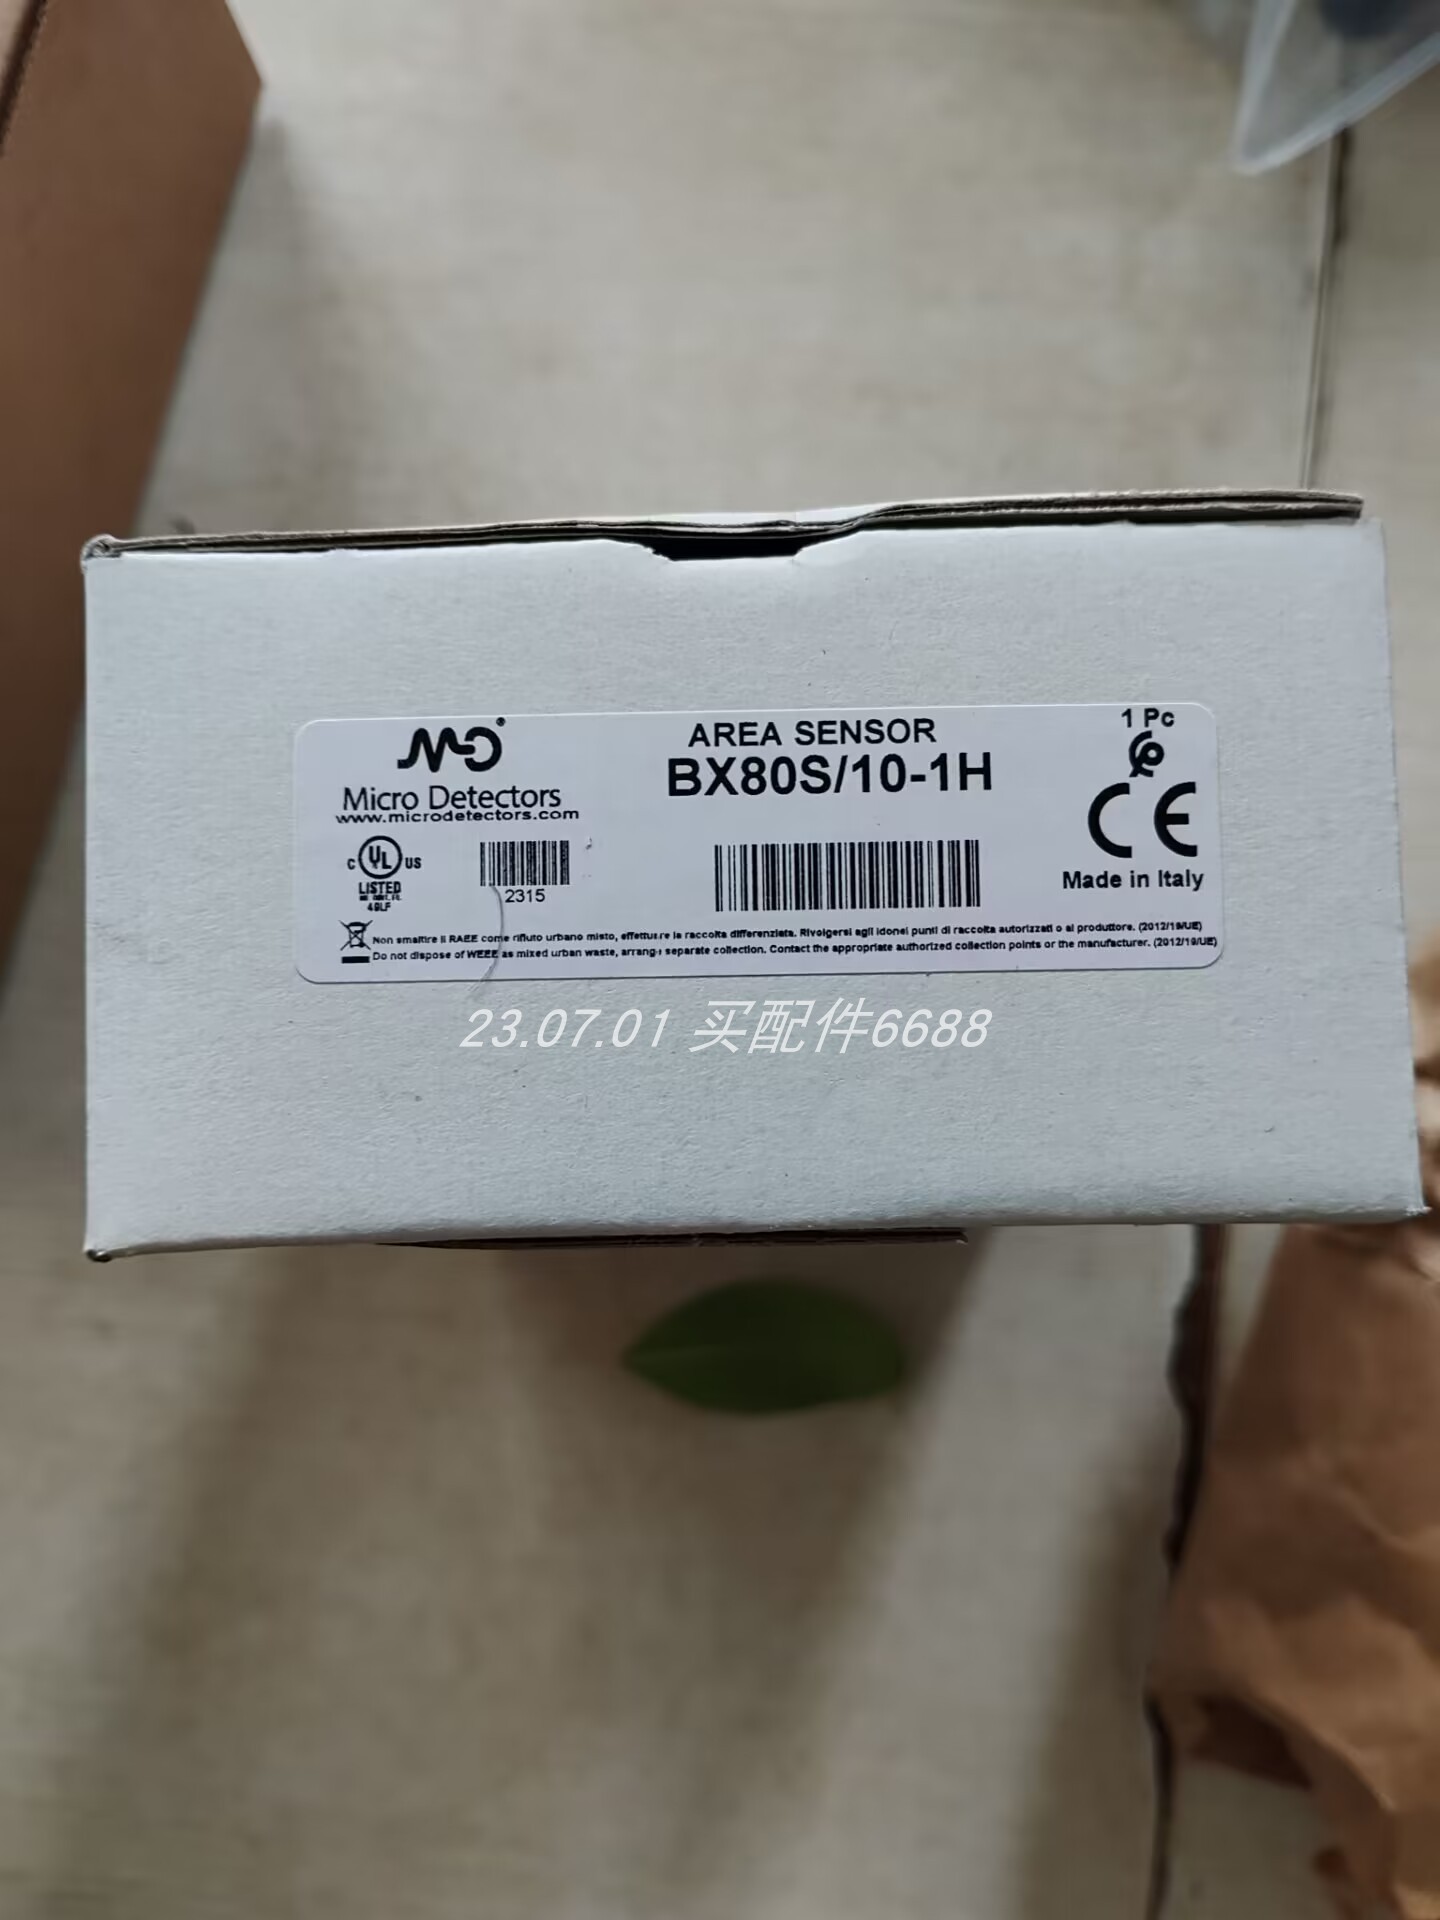 AREA SENSOR
BX80S/10-1H
1 Pc
Micro Detectors
www.microdetectors.com
C UL US
LISTED
2315
CE
Made in Italy
Non smaltire il RAEE come rifiuto urbano misto, effettuare la raccolta differenziata. Rivolgersi agli idonei punti di raccolta autorizzati o al produttore. (2012/19/UE)
Do not dispose of WEEE as mixed urban waste, arrange separate collection. Contact the appropriate authorized collection points or the manufacturer. (2012/19/UE)
23.07.01 买配件6688